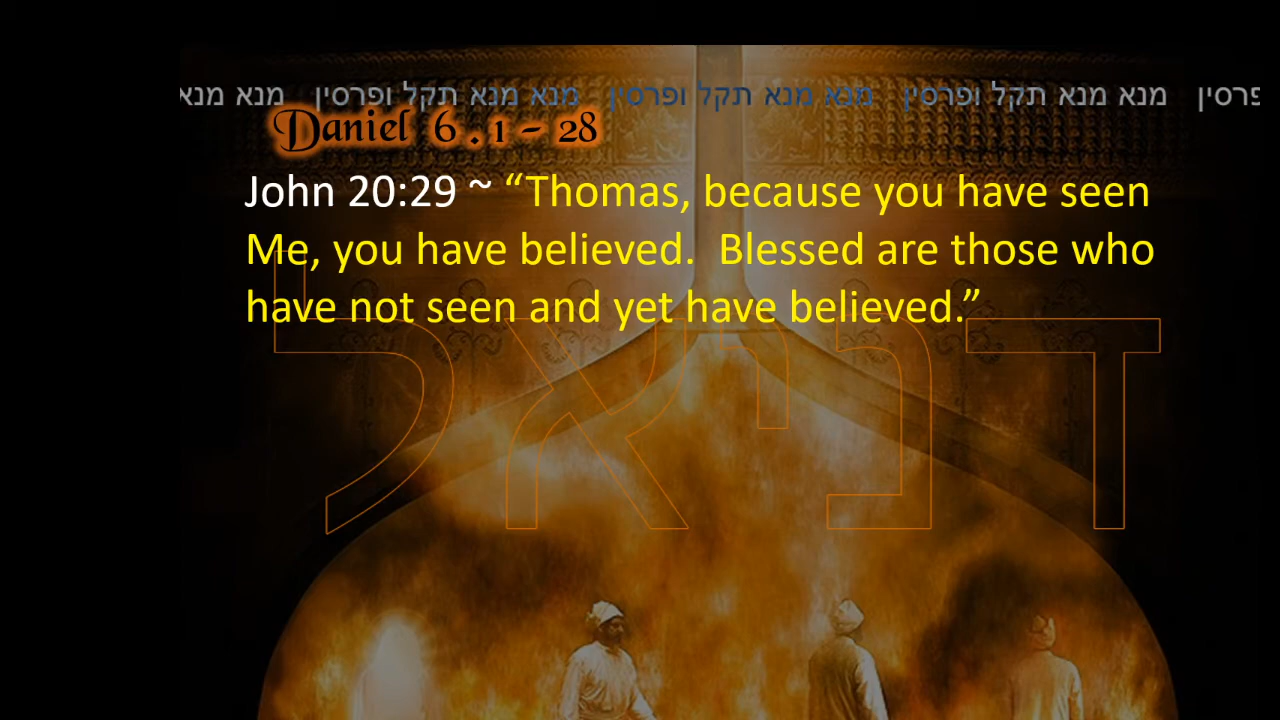 מנא מנא תקל ופרסין מנא מנא תקל ופרסין מנא מנא תקל ופרסין מנא מנא
Daniel 6 . 1 - 28
John 20:29 ~ “Thomas, because you have seen
Me, you have believed.  Blessed are those who
have not seen and yet have believed.”
דניאל